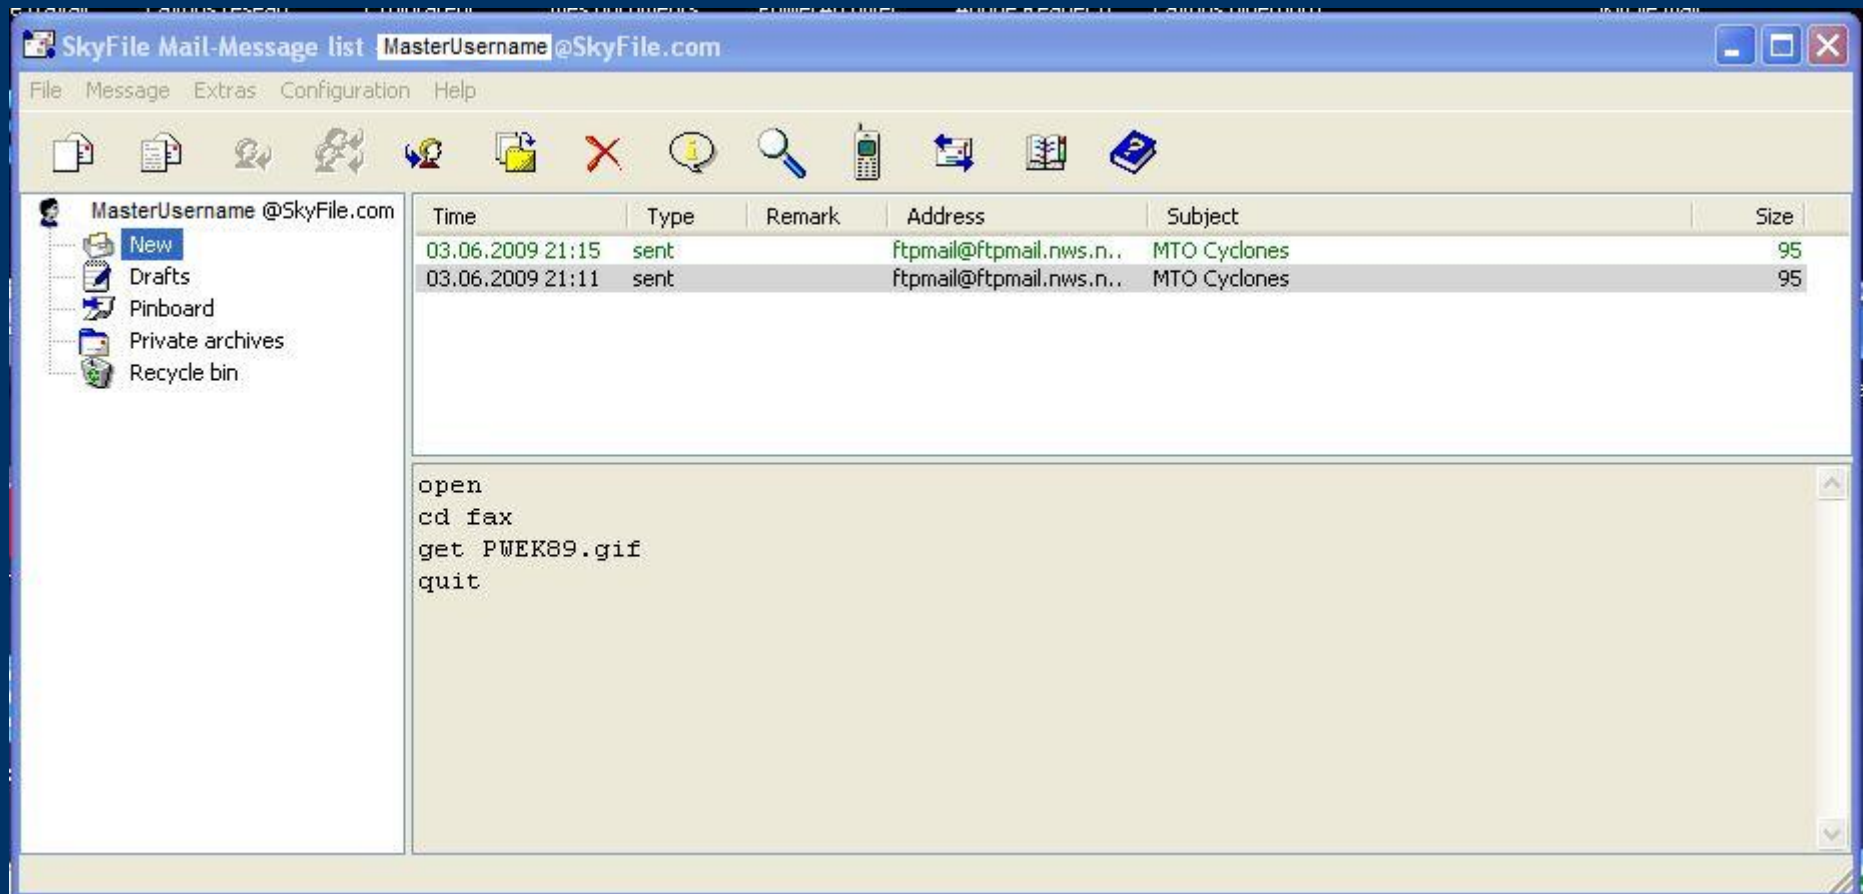 SkyFile Mail-Message list - MasterUsername @SkyFile.com
File Message Extras Configuration Help
MasterUsername @SkyFile.com
New
Drafts
Pinboard
Private archives
Recycle bin
Time Type Remark Address Subject Size
03.06.2009 21:15 sent ftpmail@ftpmail.nws.n.. MTO Cyclones 95
03.06.2009 21:11 sent ftpmail@ftpmail.nws.n.. MTO Cyclones 95
open
cd fax
get PWEK89.gif
quit